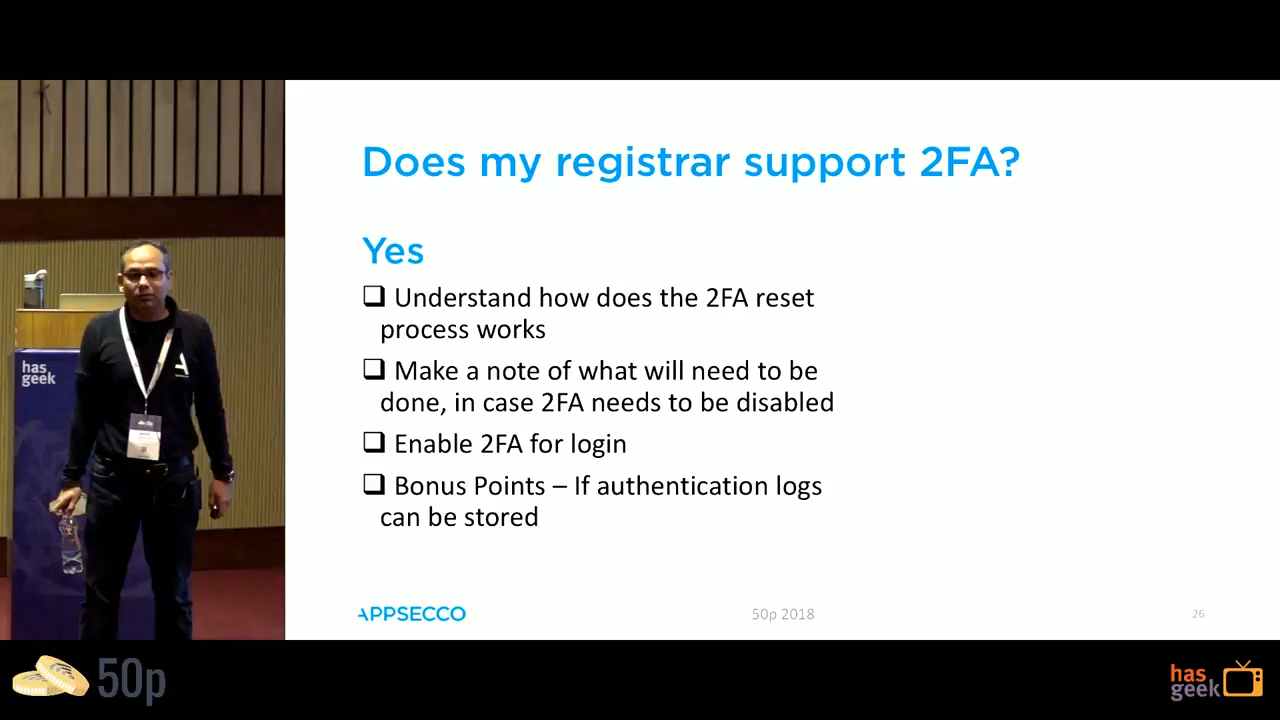 Does my registrar support 2FA?
Yes
Understand how does the 2FA reset
process works
Make a note of what will need to be
done, in case 2FA needs to be disabled
Enable 2FA for login
Bonus Points – If authentication logs
can be stored
APPSECCO
50p 2018
26
has
geek
50p
has
geek